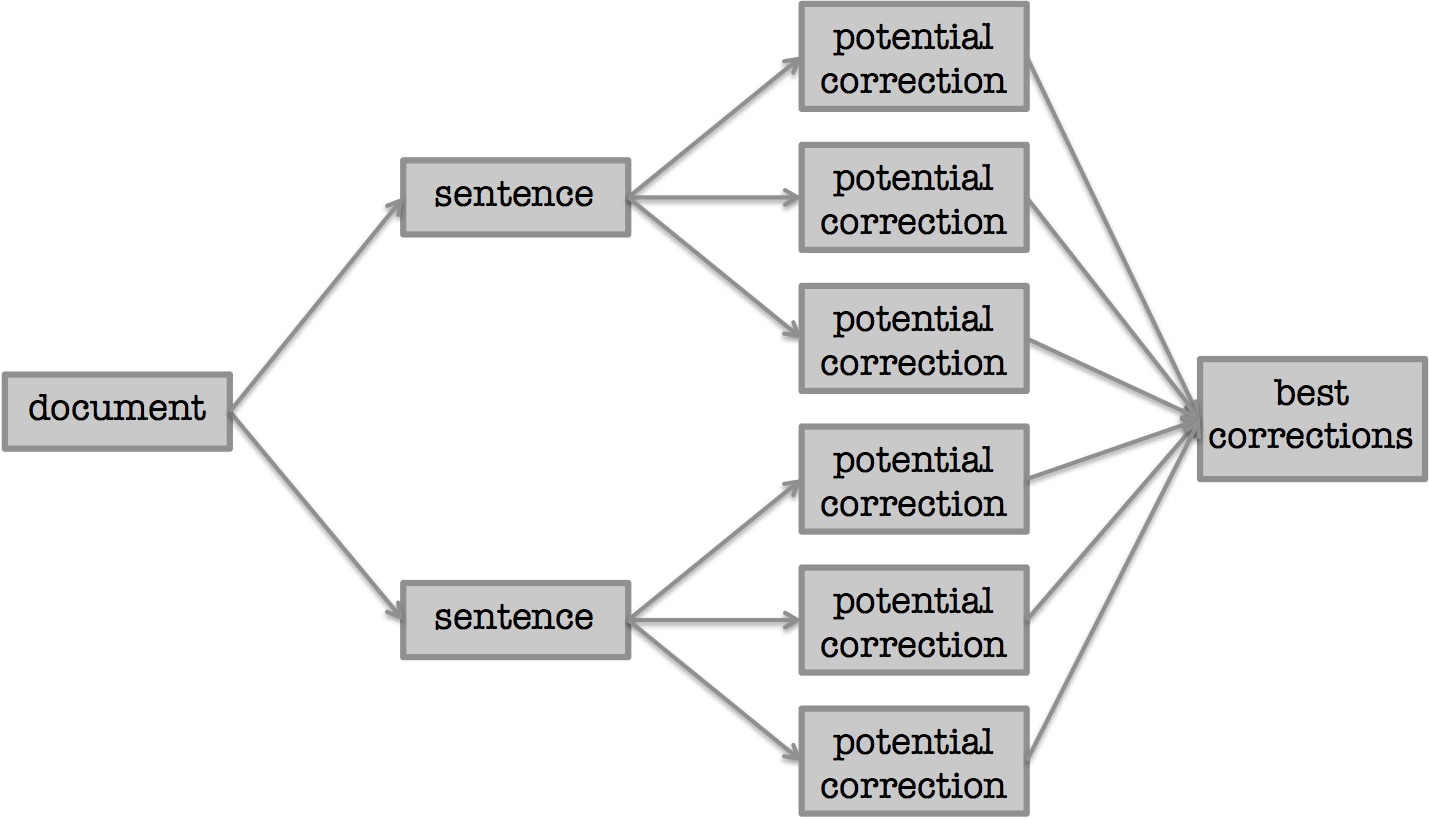 document
sentence
sentence
potential
correction
potential
correction
potential
correction
potential
correction
potential
correction
potential
correction
best
corrections